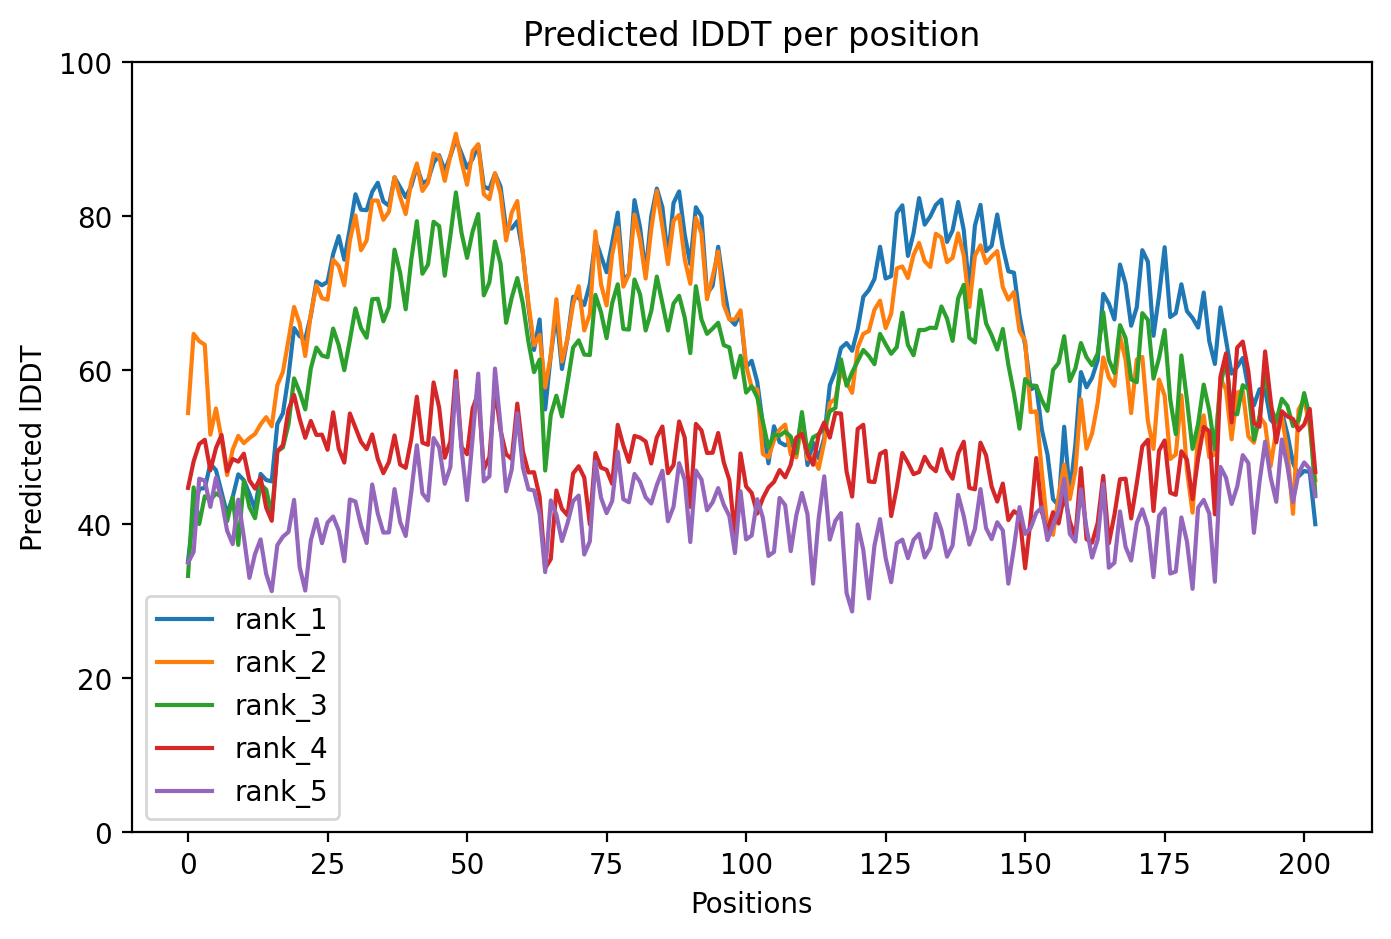 Predicted lDDT per position
100
80
60
40
20
0
Predicted lDDT
rank_1
rank_2
rank_3
rank_4
rank_5
0 25 50 75 100 125 150 175 200
Positions